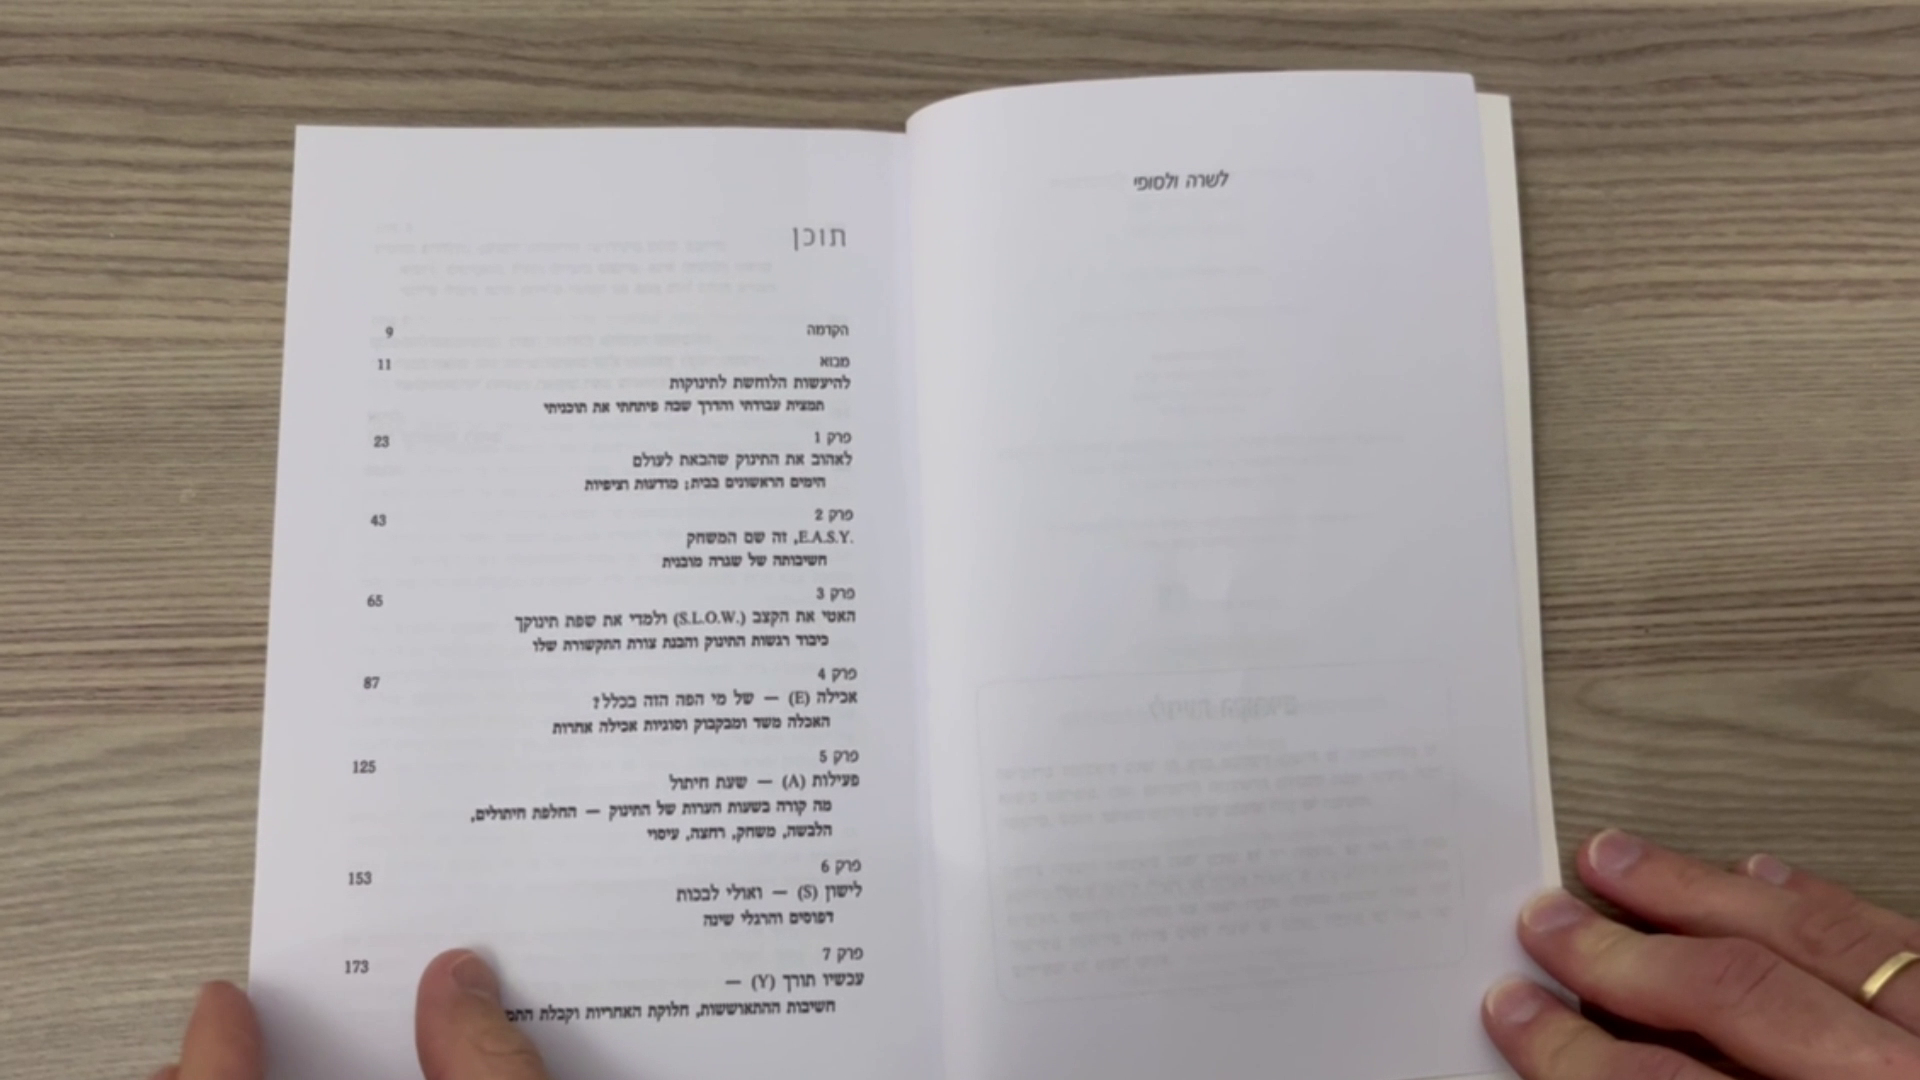 לשרה ולסופי
תוכן
הקדמה 9
מבוא 11
להיעשות הלוחשת לתינוקות
תמצית עבודתי והדרך שבה פיתחתי את תוכניתי
פרק 1 23
לאהוב את התינוק שהבאת לעולם
הימים הראשונים בבית; מודעות וציפיות
פרק 2 43
E.A.S.Y., זה שם המשחק
חשיבותה של שגרה מובנית
פרק 3 65
האטי את הקצב (S.L.O.W.) ולמדי את שפת תינוקך
כיבוד רגשות התינוק והבנת צורת התקשורת שלו
פרק 4 87
אכילה (E) — של מי הפה הזה בכלל?
האכלה משד ומבקבוק וסוגיות אכילה אחרות
פרק 5 125
פעילות (A) — שעת חיתול
מה קורה בשעות הערות של התינוק — החלפת חיתולים,
הלבשה, משחק, רחצה, עיסוי
פרק 6 153
לישון (S) — ואולי לבכות
דפוסים והרגלי שינה
פרק 7 173
עכשיו תורך (Y) —
חשיבות ההתאוששות, חלוקת האחריות וקבלת